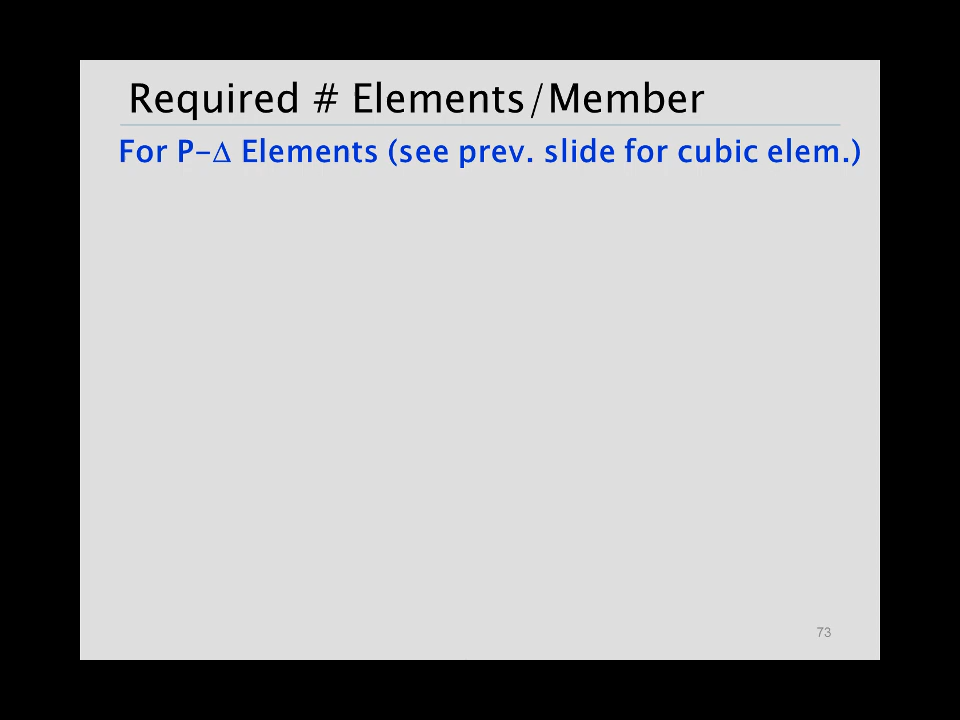 Required # Elements/Member
For P-Δ Elements (see prev. slide for cubic elem.)
73